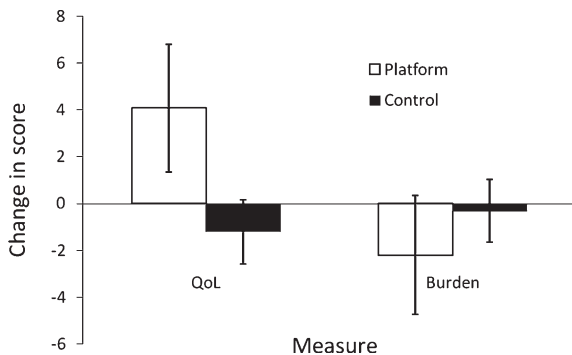 8
6
4
2
0
-2
-4
-6
Change in score
Platform
Control
QoL
Burden
Measure